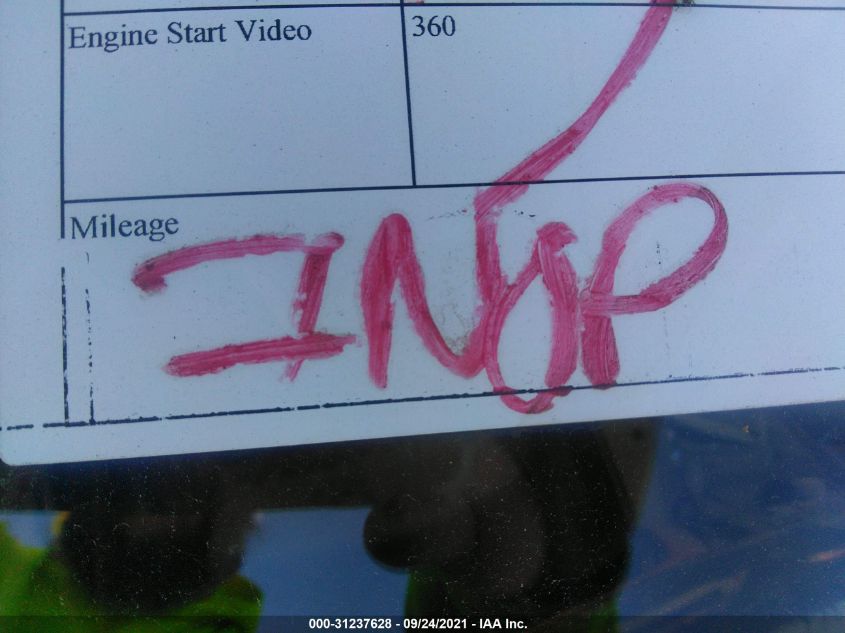 Engine Start Video 360
Mileage
INOP
000-31237628 - 09/24/2021 - IAA Inc.